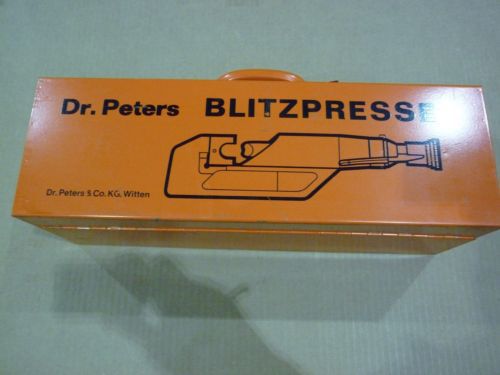 Dr. Peters BLITZPRESSE
Dr. Peters & Co. KG. Witten